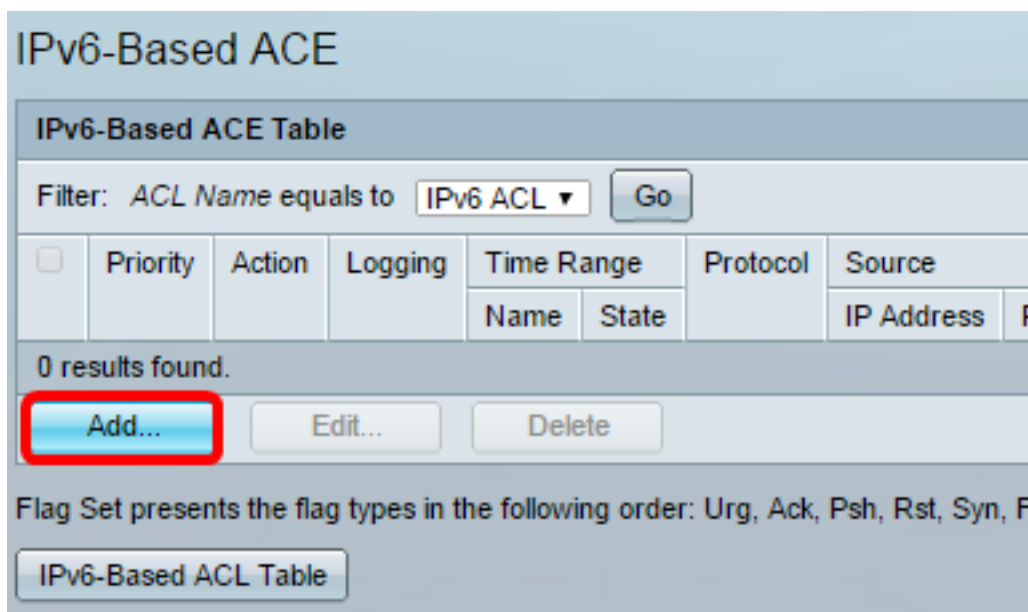 IPv6-Based ACE
IPv6-Based ACE Table
Filter: ACL Name equals to IPv6 ACL Go
Priority Action Logging Time Range Protocol Source
Name State IP Address
0 results found.
Add... Edit... Delete
Flag Set presents the flag types in the following order: Urg, Ack, Psh, Rst, Syn,
IPv6-Based ACL Table